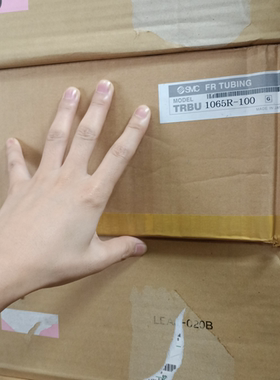 SMC FR TUBING
MODEL
TRBU 1065R-100